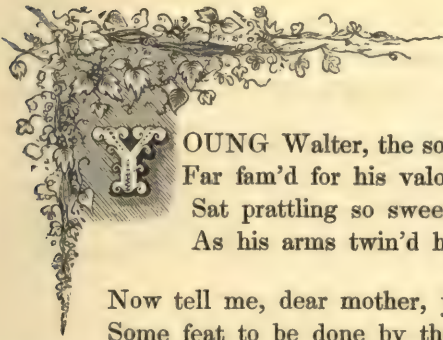 YOUNG Walter, the so
Far fam'd for his valo
Sat prattling so swee
As his arms twin'd h
Now tell me, dear mother,
Some feat to be done by th